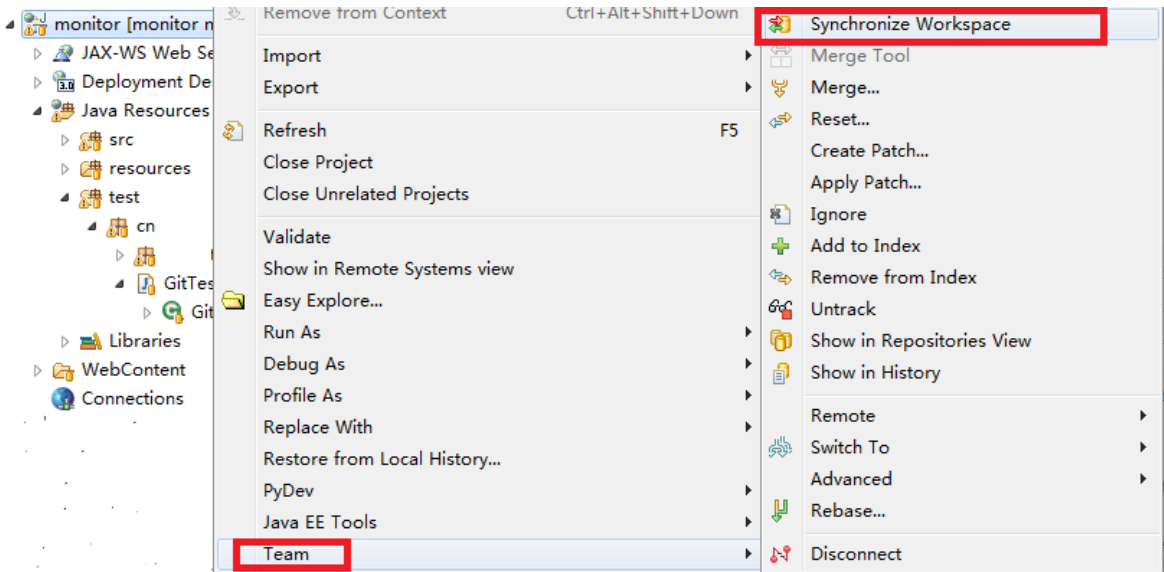 monitor [monitor
JAX-WS Web
Deployment
Java Resources
src
resources
test
cn
Libraries
WebContent
Connections
Remove from Context Ctrl+Alt+Shift+Down
Import
Export
Refresh F5
Close Project
Close Unrelated Projects
Validate
Show in Remote Systems view
Easy Explore...
Run As
Debug As
Profile As
Replace With
Restore from Local History...
PyDev
Java EE Tools
Team
Synchronize Workspace
Merge Tool
Merge...
Reset...
Create Patch...
Apply Patch...
Ignore
Add to Index
Remove from Index
Untrack
Show in Repositories View
Show in History
Remote
Switch To
Advanced
Rebase...
Disconnect